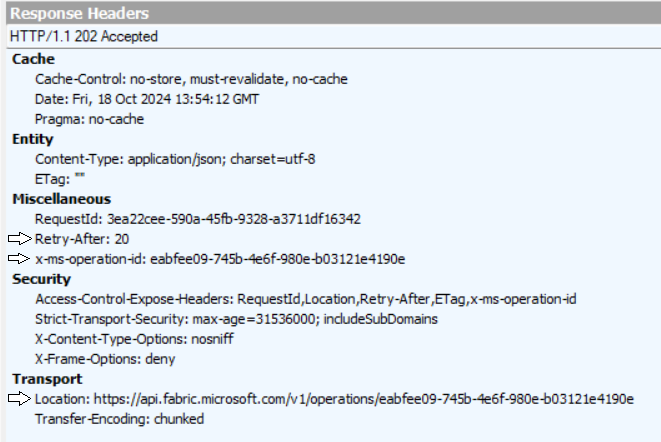 Response Headers
HTTP/1.1 202 Accepted
Cache
Cache-Control: no-store, must-revalidate, no-cache
Date: Fri, 18 Oct 2024 13:54:12 GMT
Pragma: no-cache
Entity
Content-Type: application/json; charset=utf-8
ETag: ""
Miscellaneous
RequestId: 3ea22cee-590a-45fb-9328-a3711df16342
Retry-After: 20
x-ms-operation-id: eabfee09-745b-4e6f-980e-b03121e4190e
Security
Access-Control-Expose-Headers: RequestId,Location,Retry-After,ETag,x-ms-operation-id
Strict-Transport-Security: max-age=31536000; includeSubDomains
X-Content-Type-Options: nosniff
X-Frame-Options: deny
Transport
Location: https://api.fabric.microsoft.com/v1/operations/eabfee09-745b-4e6f-980e-b03121e4190e
Transfer-Encoding: chunked